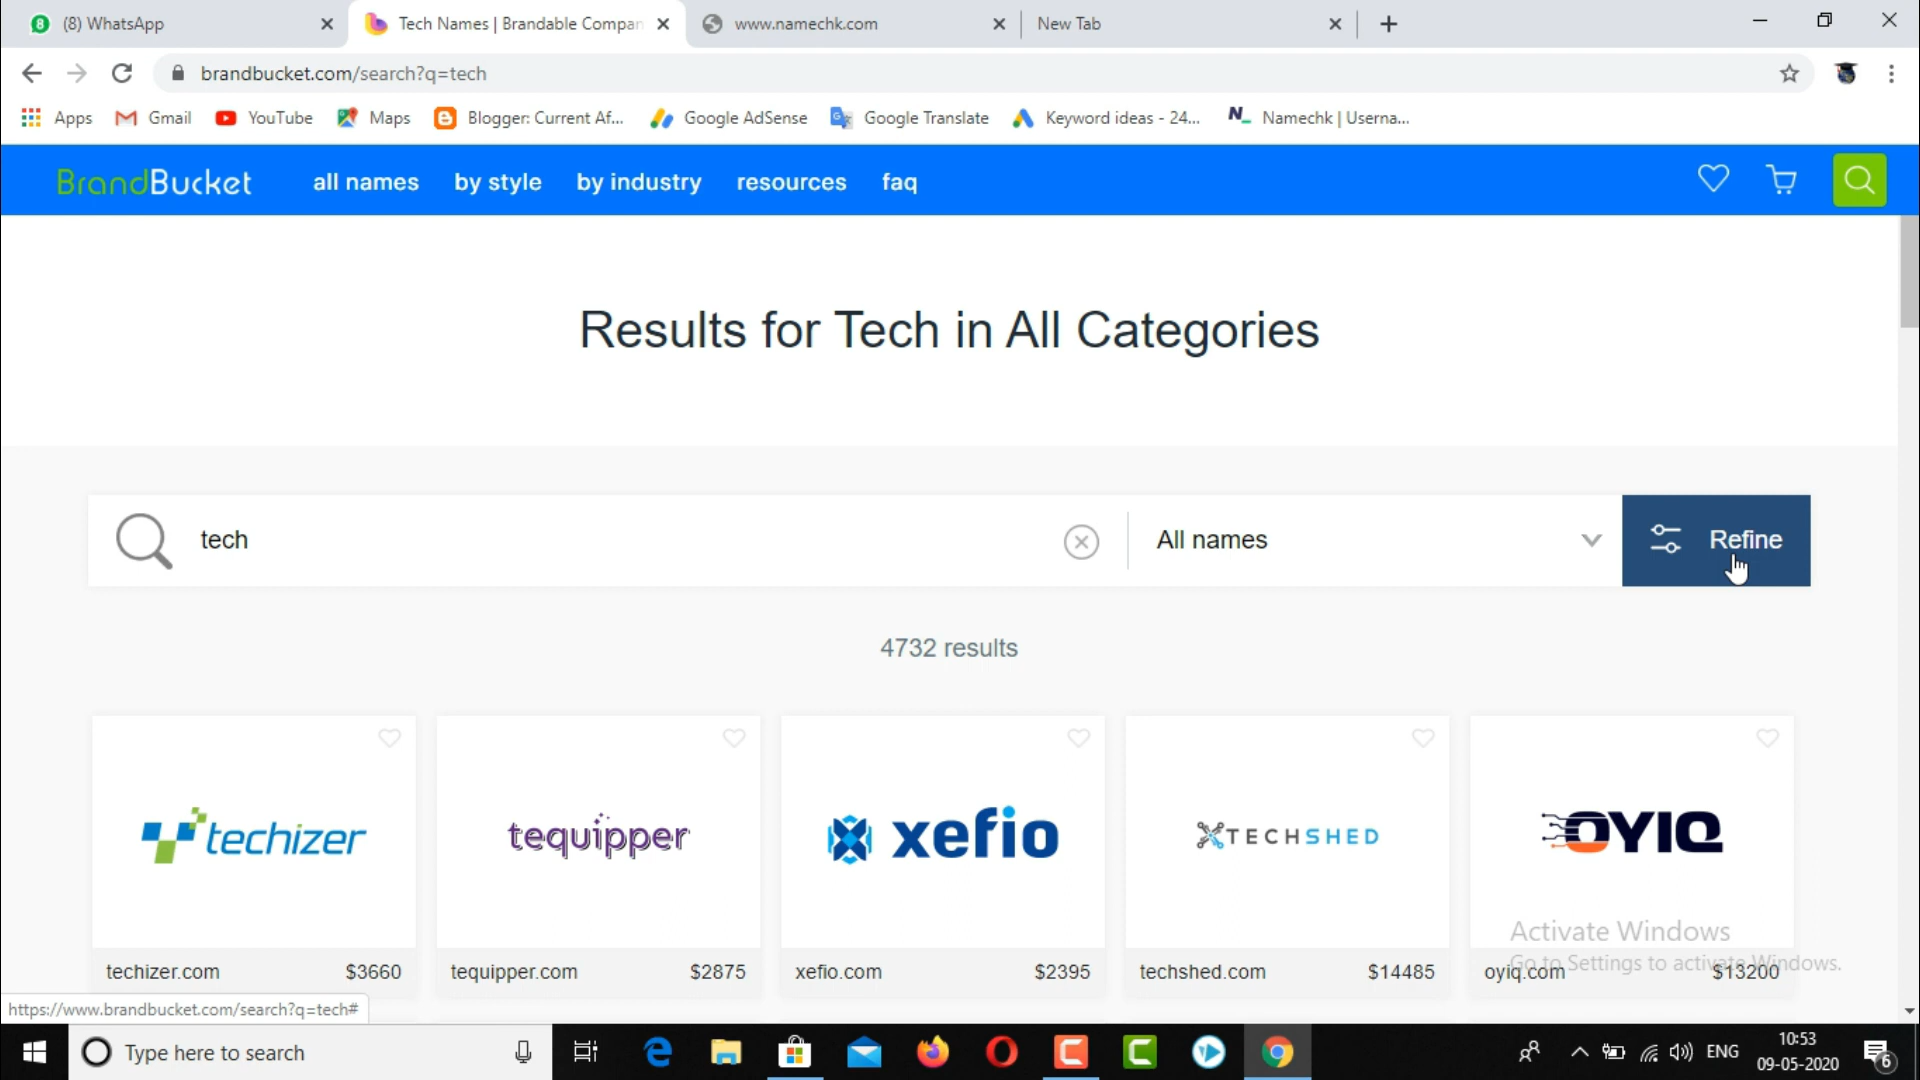 (8) WhatsApp
Tech Names | Brandable Compan
www.namechk.com
New Tab
brandbucket.com/search?q=tech
Apps
Gmail
YouTube
Maps
Blogger: Current Af...
Google AdSense
Google Translate
Keyword ideas - 24...
Namechk | Userna...
BrandBucket
all names
by style
by industry
resources
faq
Results for Tech in All Categories
tech
All names
Refine
4732 results
techizer
tequipper
xefio
TECHSHED
OYIQ
techizer.com $3660
tequipper.com $2875
xefio.com $2395
techshed.com $14485
oyiq.com $13200
Activate Windows
Go to Settings to activate Windows.
https://www.brandbucket.com/search?q=tech#
Type here to search
ENG
10:53
09-05-2020
6